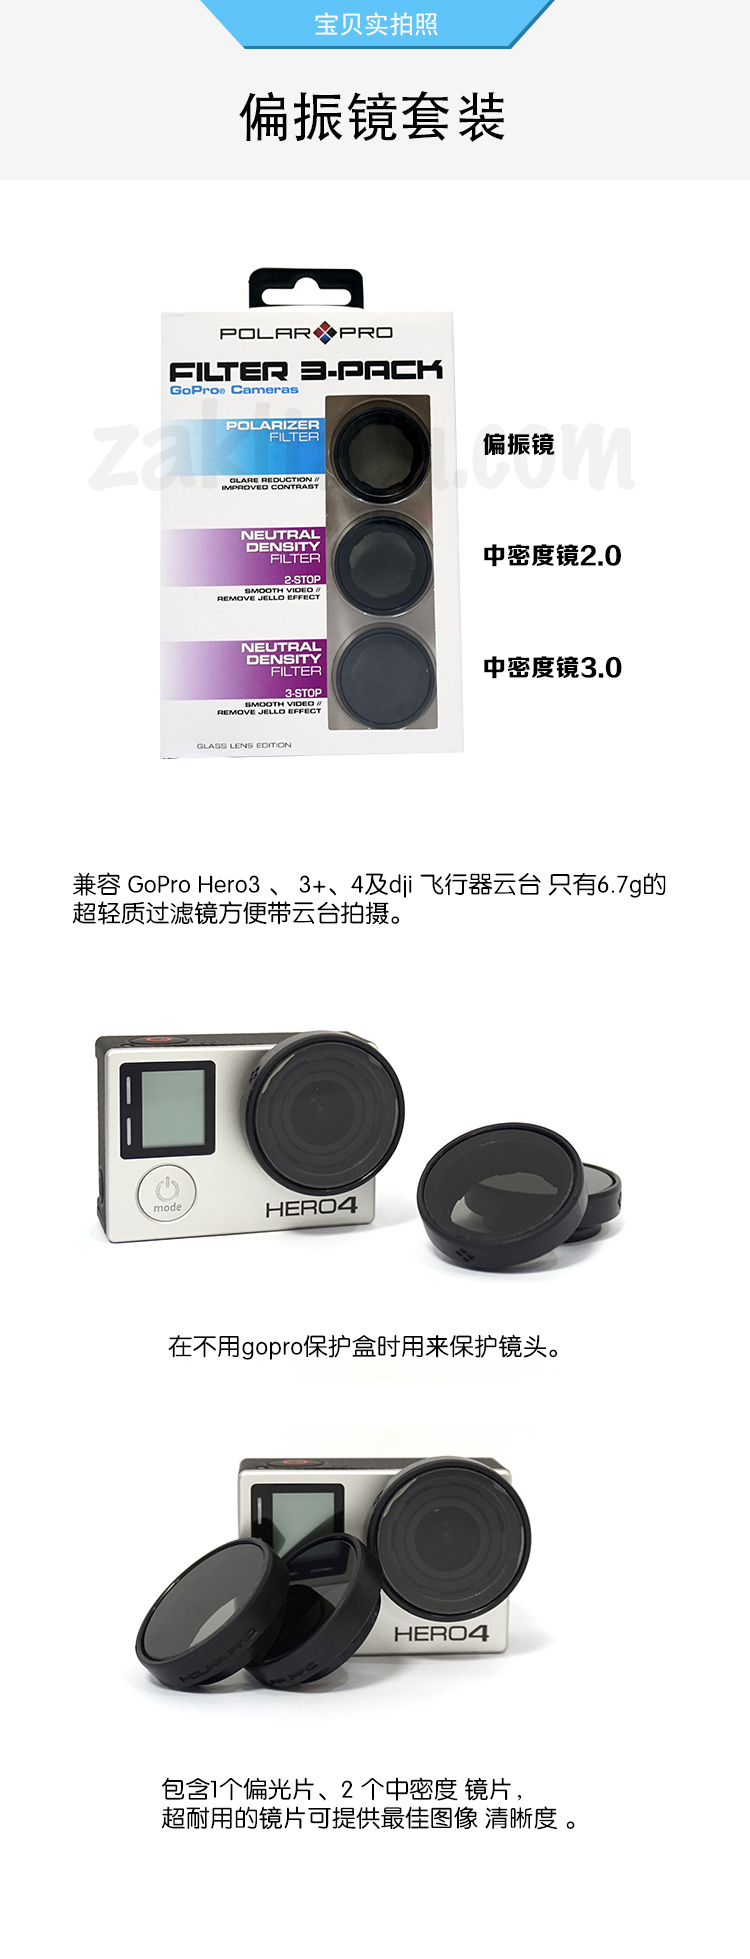 宝贝实拍照
偏振镜套装
POLAR PRO
FILTER 3-PACK
GoPro® Cameras
POLARIZER
FILTER
GLARE REDUCTION //
IMPROVED CONTRAST
偏振镜
NEUTRAL
DENSITY
FILTER
2-STOP
SMOOTH VIDEO //
REMOVE JELLO EFFECT
中密度镜2.0
NEUTRAL
DENSITY
FILTER
3-STOP
SMOOTH VIDEO //
REMOVE JELLO EFFECT
中密度镜3.0
GLASS LENS EDITION
兼容 GoPro Hero3 、 3+、4及dji 飞行器云台 只有6.7g的
超轻质过滤镜方便带云台拍摄。
mode
HERO4
在不用gopro保护盒时用来保护镜头。
HERO4
POLAR PRO
包含1个偏光片、2 个中密度 镜片，
超耐用的镜片可提供最佳图像 清晰度 。